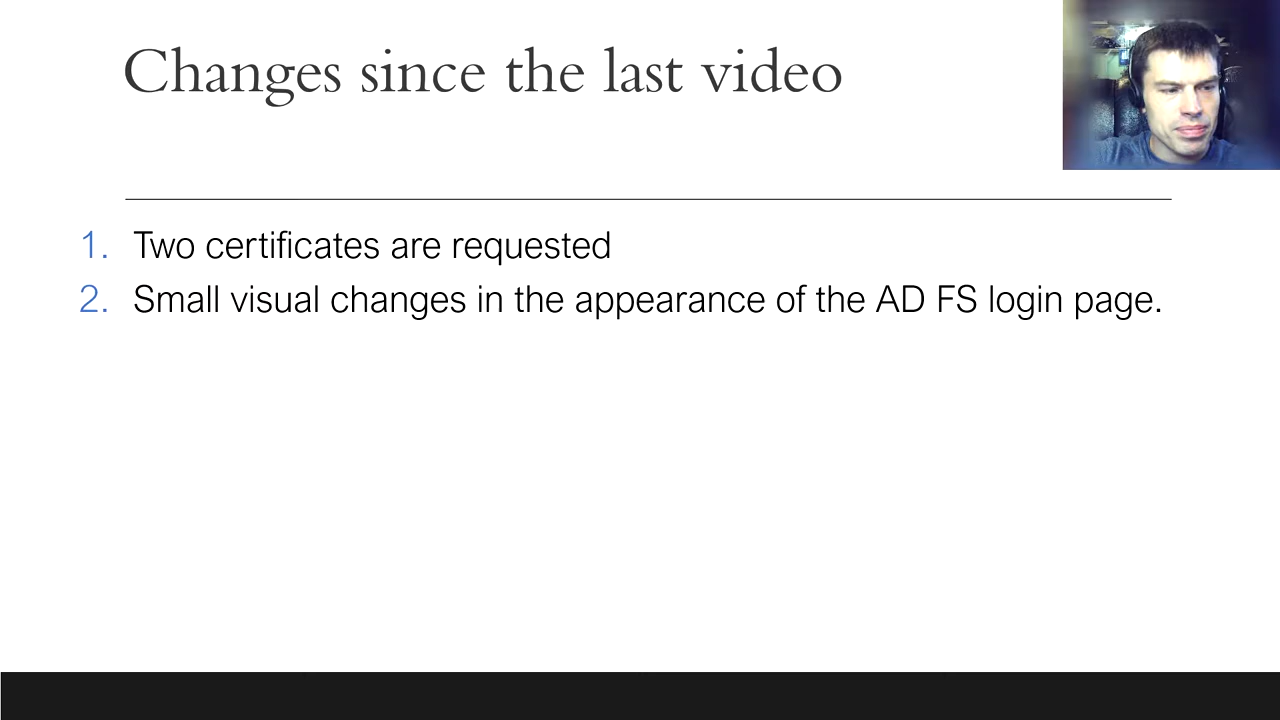 Changes since the last video
1. Two certificates are requested
2. Small visual changes in the appearance of the AD FS login page.